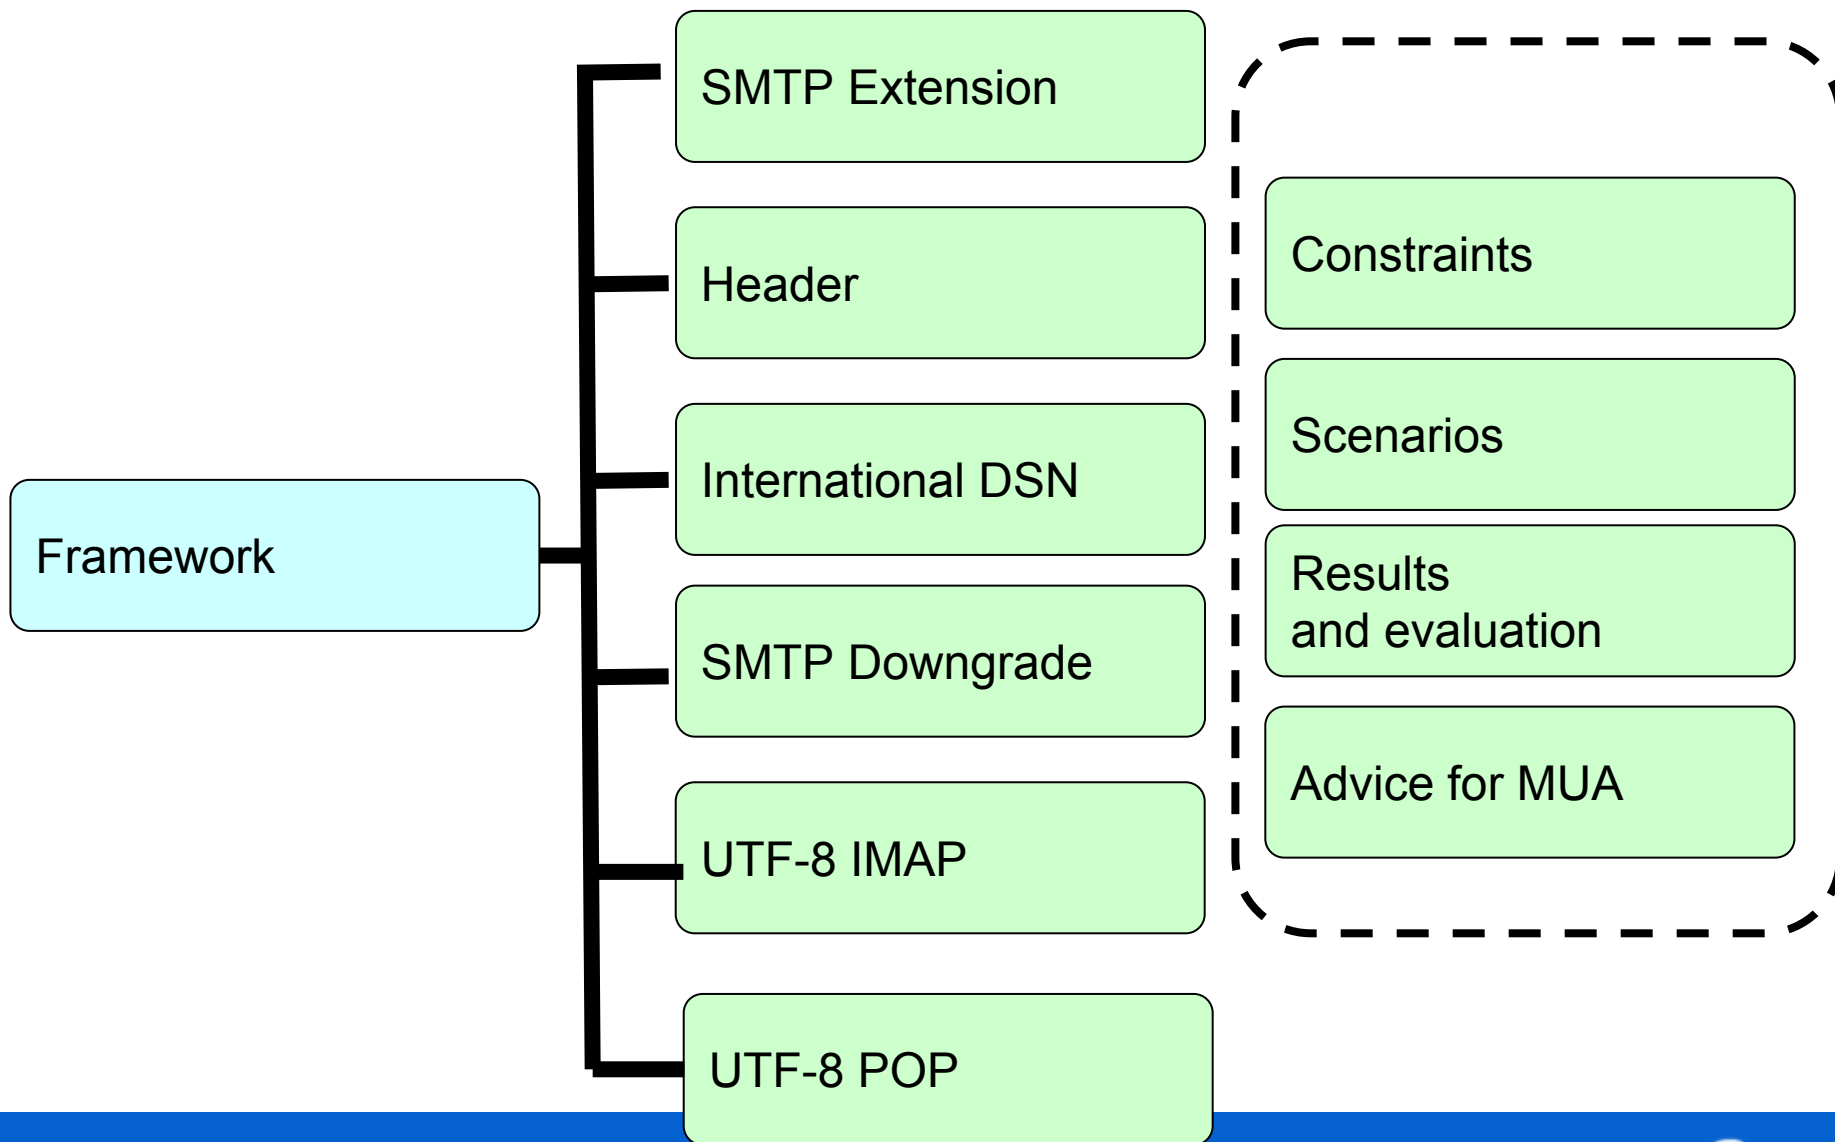 Framework
SMTP Extension
Header
International DSN
SMTP Downgrade
UTF-8 IMAP
UTF-8 POP
Constraints
Scenarios
Results
and evaluation
Advice for MUA